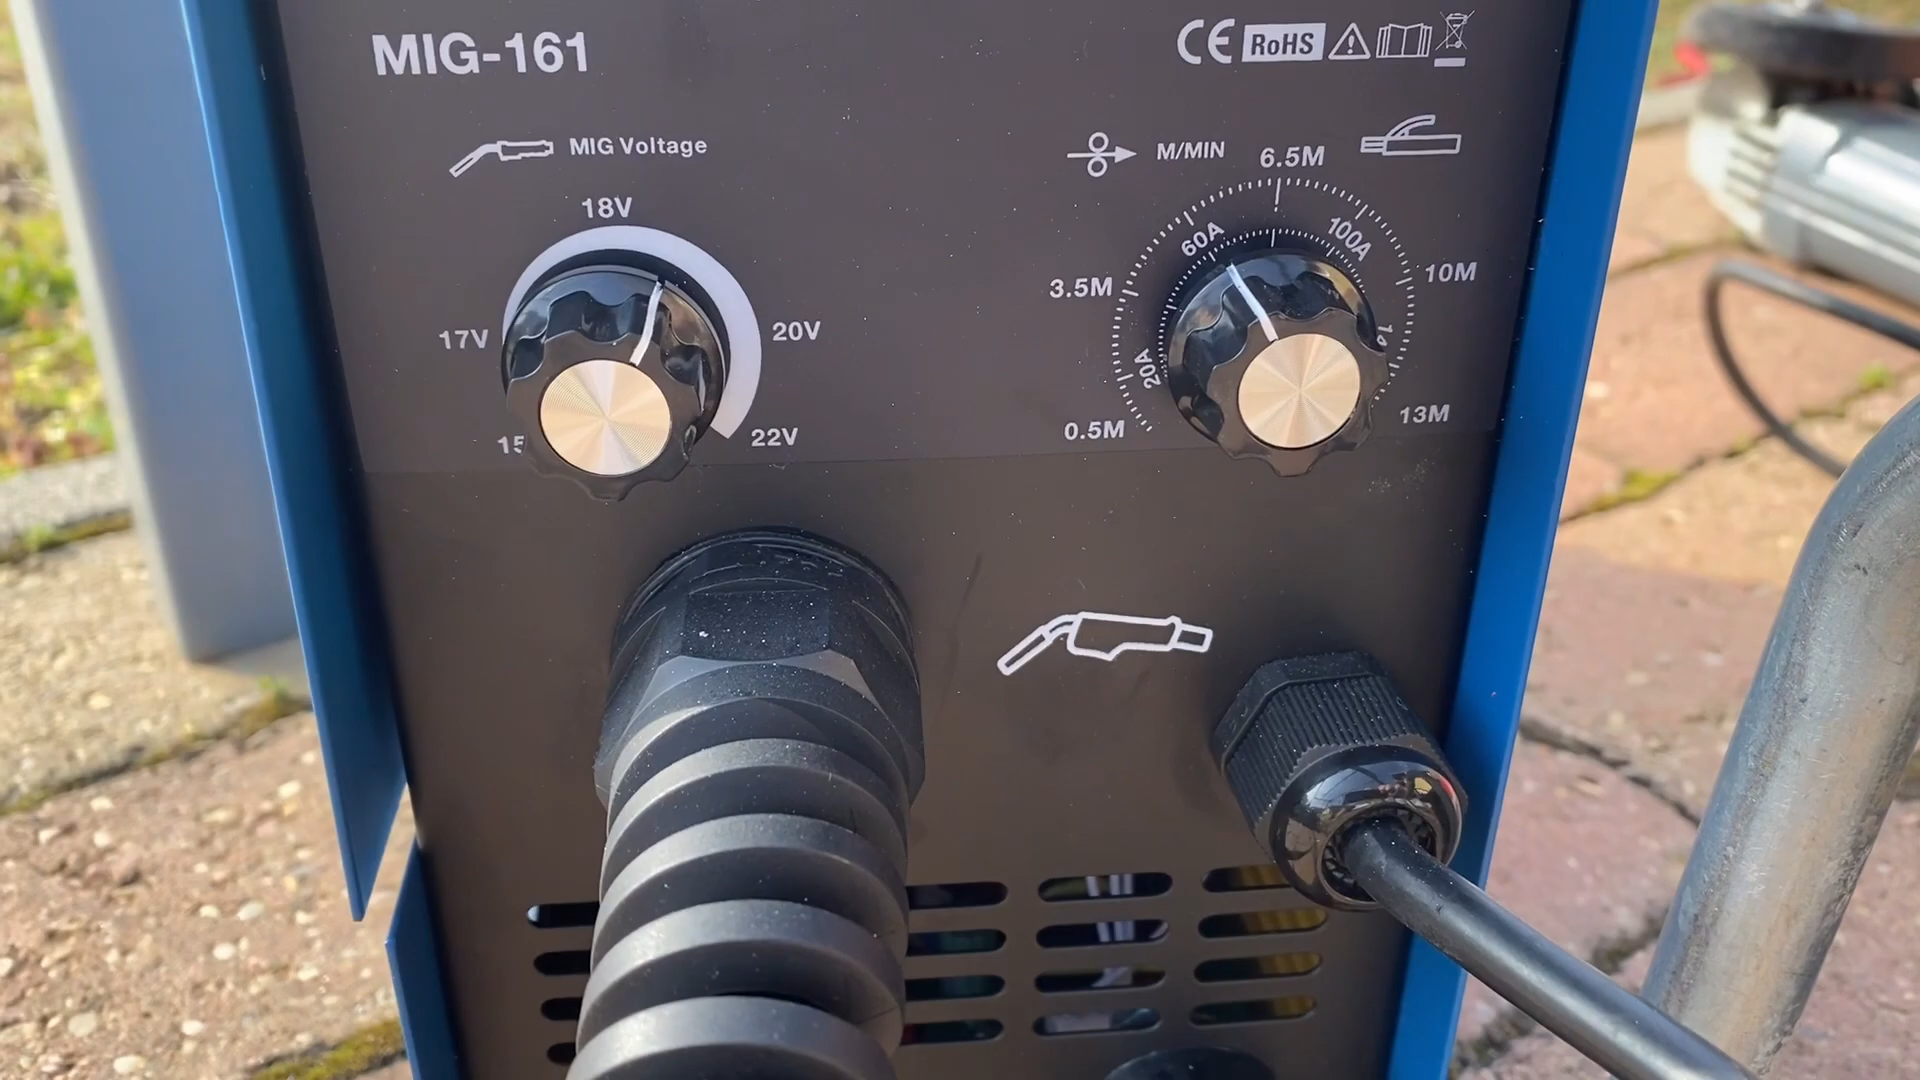 MIG-161
CE RoHS
MIG Voltage
M/MIN
6.5M
18V
60A
100A
3.5M
10M
17V
20V
20A
0.5M
13M
22V